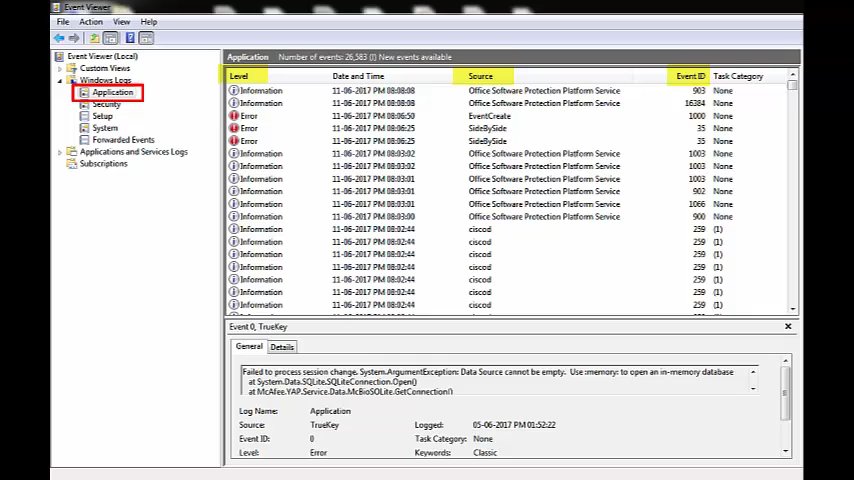 Event Viewer
File Action View Help
Event Viewer (Local)
Custom Views
Windows Logs
Application
Security
Setup
System
Forwarded Events
Applications and Services Logs
Subscriptions
Application Number of events: 26,583 (!) New events available
Level Date and Time Source Event ID Task Category
Information 11-06-2017 PM 08:08:08 Office Software Protection Platform Service 903 None
Information 11-06-2017 PM 08:08:08 Office Software Protection Platform Service 16384 None
Error 11-06-2017 PM 08:06:50 EventCreate 1000 None
Error 11-06-2017 PM 08:06:25 SideBySide 35 None
Error 11-06-2017 PM 08:06:25 SideBySide 35 None
Information 11-06-2017 PM 08:03:02 Office Software Protection Platform Service 1003 None
Information 11-06-2017 PM 08:03:02 Office Software Protection Platform Service 1003 None
Information 11-06-2017 PM 08:03:01 Office Software Protection Platform Service 1003 None
Information 11-06-2017 PM 08:03:01 Office Software Protection Platform Service 902 None
Information 11-06-2017 PM 08:03:01 Office Software Protection Platform Service 1066 None
Information 11-06-2017 PM 08:03:00 Office Software Protection Platform Service 900 None
Information 11-06-2017 PM 08:02:44 ciscod 259 (1)
Information 11-06-2017 PM 08:02:44 ciscod 259 (1)
Information 11-06-2017 PM 08:02:44 ciscod 259 (1)
Information 11-06-2017 PM 08:02:44 ciscod 259 (1)
Information 11-06-2017 PM 08:02:44 ciscod 259 (1)
Information 11-06-2017 PM 08:02:44 ciscod 259 (1)
Information 11-06-2017 PM 08:02:44 ciscod 259 (1)
Event 0, TrueKey
General Details
Failed to process session change. System.ArgumentException: Data Source cannot be empty. Use :memory: to open an in-memory database
at System.Data.SQLite.SQLiteConnection.Open()
at McAfee.YAP.Service.Data.McBioSQLite.GetConnection()
Log Name: Application
Source: TrueKey Logged: 05-06-2017 PM 01:52:22
Event ID: 0 Task Category: None
Level: Error Keywords: Classic